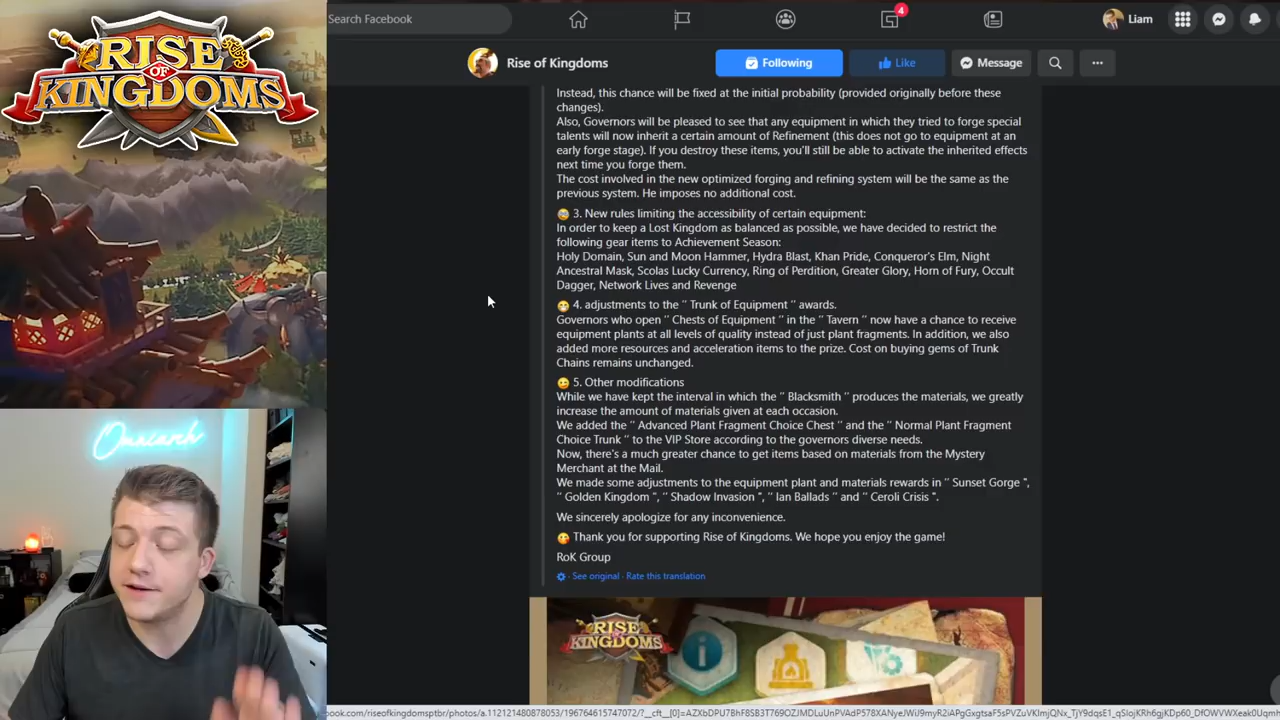 RISE
OF
KINGDOMS
Omniarch
Search Facebook
4
Liam
Rise of Kingdoms
Following
Like
Message
Instead, this chance will be fixed at the initial probability (provided originally before these
changes).
Also, Governors will be pleased to see that any equipment in which they tried to forge special
talents will now inherit a certain amount of Refinement (this does not go to equipment at an
early forge stage). If you destroy these items, you'll still be able to activate the inherited effects
next time you forge them.
The cost involved in the new optimized forging and refining system will be the same as the
previous system. He imposes no additional cost.
3. New rules limiting the accessibility of certain equipment:
In order to keep a Lost Kingdom as balanced as possible, we have decided to restrict the
following gear items to Achievement Season:
Holy Domain, Sun and Moon Hammer, Hydra Blast, Khan Pride, Conqueror's Elm, Night
Ancestral Mask, Scolas Lucky Currency, Ring of Perdition, Greater Glory, Horn of Fury, Occult
Dagger, Network Lives and Revenge
4. adjustments to the '' Trunk of Equipment '' awards.
Governors who open '' Chests of Equipment '' in the '' Tavern '' now have a chance to receive
equipment plants at all levels of quality instead of just plant fragments. In addition, we also
added more resources and acceleration items to the prize. Cost on buying gems of Trunk
Chains remains unchanged.
5. Other modifications
While we have kept the interval in which the '' Blacksmith '' produces the materials, we greatly
increase the amount of materials given at each occasion.
We added the '' Advanced Plant Fragment Choice Chest '' and the '' Normal Plant Fragment
Choice Trunk '' to the VIP Store according to the governors diverse needs.
Now, there's a much greater chance to get items based on materials from the Mystery
Merchant at the Mail.
We made some adjustments to the equipment plant and materials rewards in '' Sunset Gorge '',
'' Golden Kingdom '', '' Shadow Invasion '', '' Ian Ballads '' and '' Ceroli Crisis ''.
We sincerely apologize for any inconvenience.
Thank you for supporting Rise of Kingdoms. We hope you enjoy the game!
RoK Group
· See original · Rate this translation
RISE
OF
KINGDOMS